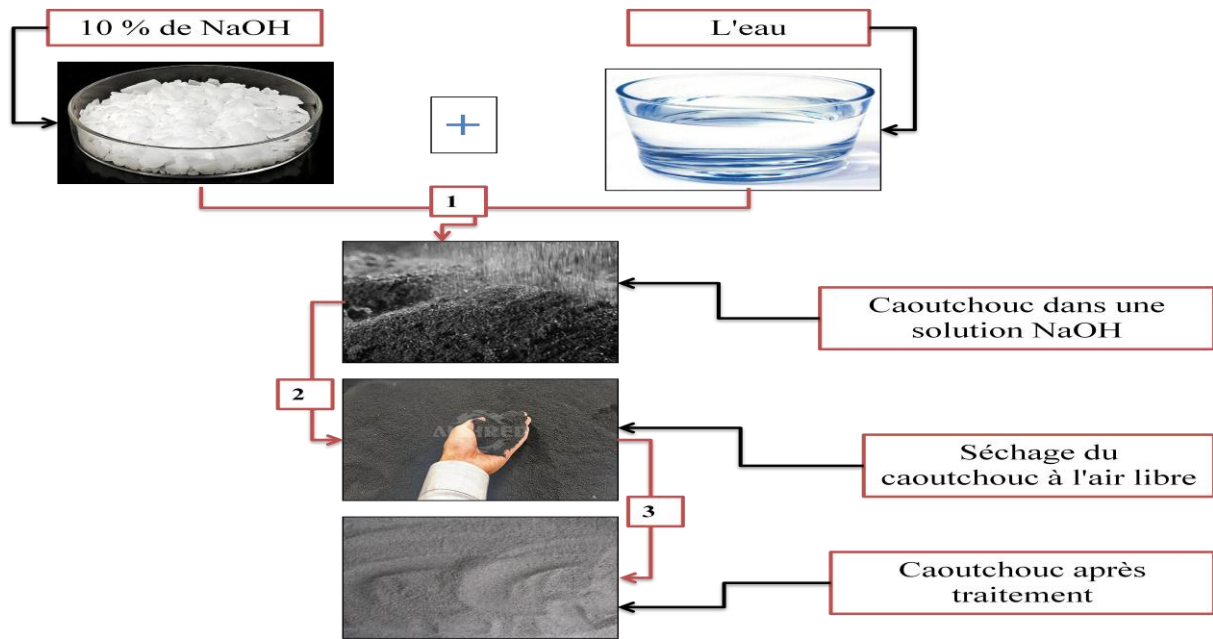 10 % de NaOH
L'eau
+
1
Caoutchouc dans une
solution NaOH
2
Séchage du
caoutchouc à l'air libre
3
Caoutchouc après
traitement